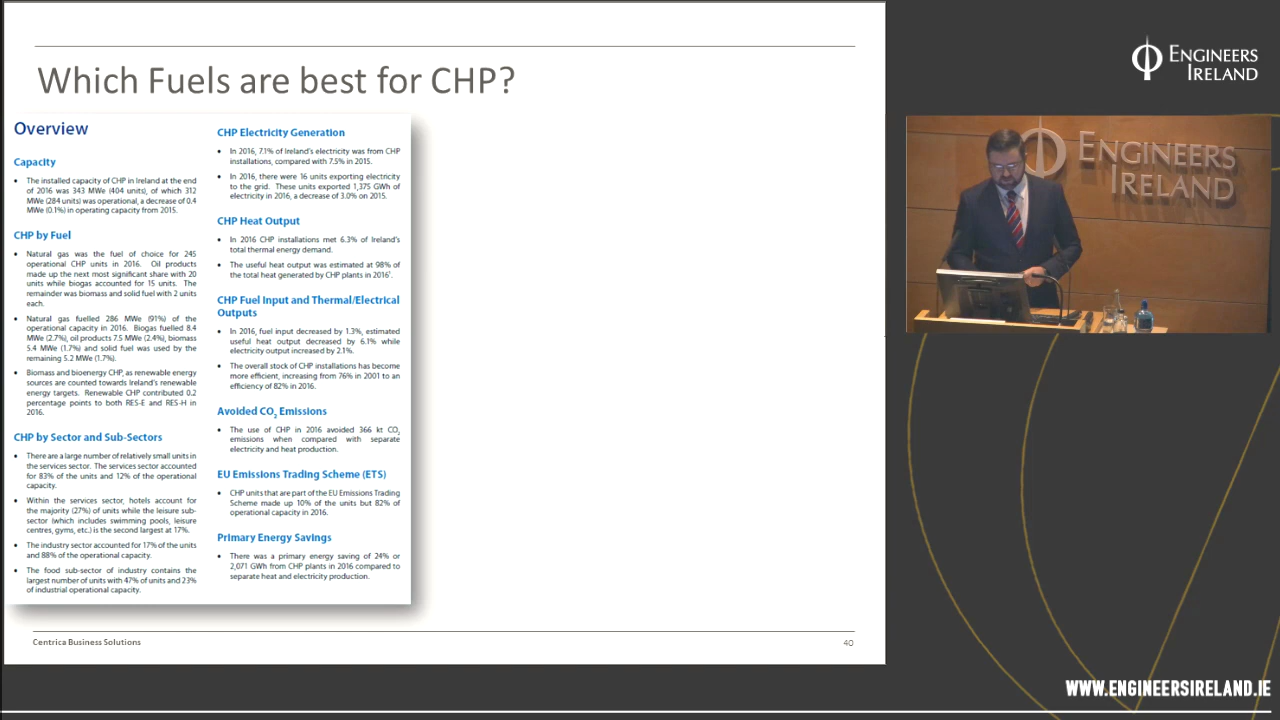 Which Fuels are best for CHP?
Overview
Capacity
• The installed capacity of CHP in Ireland at the end
of 2016 was 343 MWe (404 units), of which 312
MWe (284 units) was operational, a decrease of 0.4
MWe (0.1%) in operating capacity from 2015.
CHP by Fuel
• Natural gas was the fuel of choice for 245
operational CHP units in 2016. Oil products
made up the next most significant share with 20
units while biogas accounted for 15 units. The
remainder was biomass and solid fuel with 2 units
each.
• Natural gas fuelled 286 MWe (91%) of the
operational capacity in 2016. Biogas fuelled 8.4
MWe (2.7%), oil products 7.5 MWe (2.4%), biomass
5.4 MWe (1.7%) and solid fuel was used by the
remaining 5.2 MWe (1.7%).
• Biomass and bioenergy CHP, as renewable energy
sources are counted towards Ireland's renewable
energy targets. Renewable CHP contributed 0.2
percentage points to both RES-E and RES-H in
2016.
CHP by Sector and Sub-Sectors
• There are a large number of relatively small units in
the services sector. The services sector accounted
for 83% of the units and 12% of the operational
capacity.
• Within the services sector, hotels account for
the majority (27%) of units while the leisure sub-
sector (which includes swimming pools, leisure
centres, gyms, etc.) is the second largest at 17%.
• The industry sector accounted for 17% of the units
and 88% of the operational capacity.
• The food sub-sector of industry contains the
largest number of units with 47% of units and 23%
of industrial operational capacity.
CHP Electricity Generation
• In 2016, 7.1% of Ireland's electricity was from CHP
installations, compared with 7.5% in 2015.
• In 2016, there were 16 units exporting electricity
to the grid. These units exported 1,375 GWh of
electricity in 2016, a decrease of 3.0% on 2015.
CHP Heat Output
• In 2016 CHP installations met 6.3% of Ireland's
total thermal energy demand.
• The useful heat output was estimated at 98% of
the total heat generated by CHP plants in 2016¹.
CHP Fuel Input and Thermal/Electrical
Outputs
• In 2016, fuel input decreased by 1.3%, estimated
useful heat output decreased by 6.1% while
electricity output increased by 2.1%.
• The overall stock of CHP installations has become
more efficient, increasing from 76% in 2001 to an
efficiency of 82% in 2016.
Avoided CO₂ Emissions
• The use of CHP in 2016 avoided 366 kt CO₂
emissions when compared with separate
electricity and heat production.
EU Emissions Trading Scheme (ETS)
• CHP units that are part of the EU Emissions Trading
Scheme made up 10% of the units but 82% of
operational capacity in 2016.
Primary Energy Savings
• There was a primary energy saving of 24% or
2,071 GWh from CHP plants in 2016 compared to
separate heat and electricity production.
Centrica Business Solutions
40
ENGINEERS
IRELAND
ENGINEERS
IRELAND
WWW.ENGINEERSIRELAND.IE